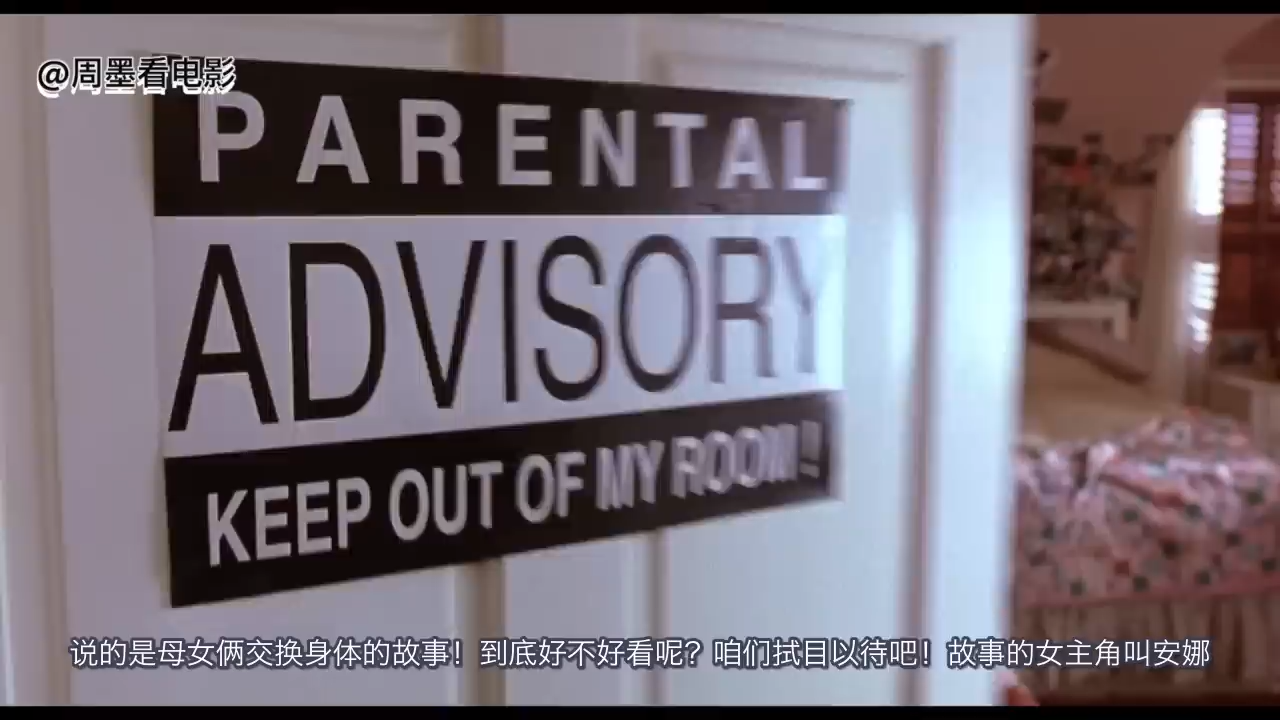 @周墨看电影
PARENTAL
ADVISORY
KEEP OUT OF MY ROOM!!
说的是母女俩交换身体的故事！到底好不好看呢？咱们拭目以待吧！故事的女主角叫安娜